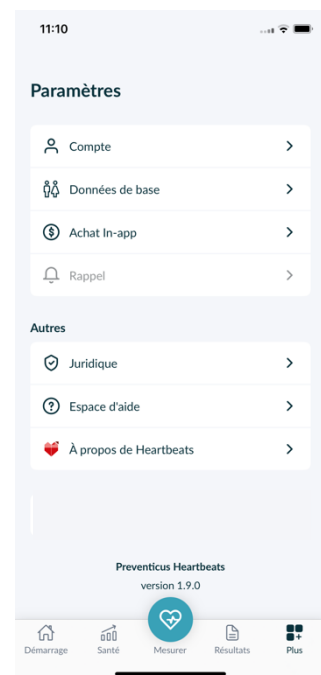 11:10
Paramètres
Compte
Données de base
Achat In-app
Rappel
Autres
Juridique
Espace d'aide
À propos de Heartbeats
Preventicus Heartbeats
version 1.9.0
Démarrage Santé Mesurer Résultats Plus